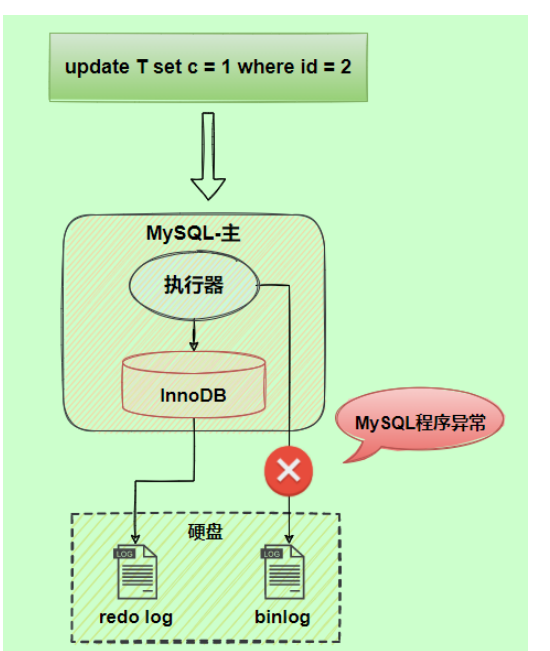 update T set c = 1 where id = 2
MySQL-主
执行器
InnoDB
MySQL程序异常
硬盘
LOG
LOG
redo log
binlog